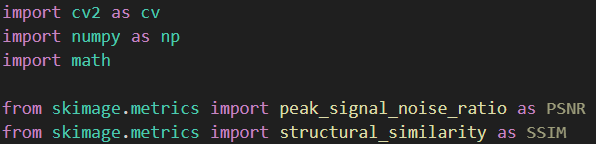 import cv2 as cv
import numpy as np
import math
from skimage.metrics import peak_signal_noise_ratio as PSNR
from skimage.metrics import structural_similarity as SSIM